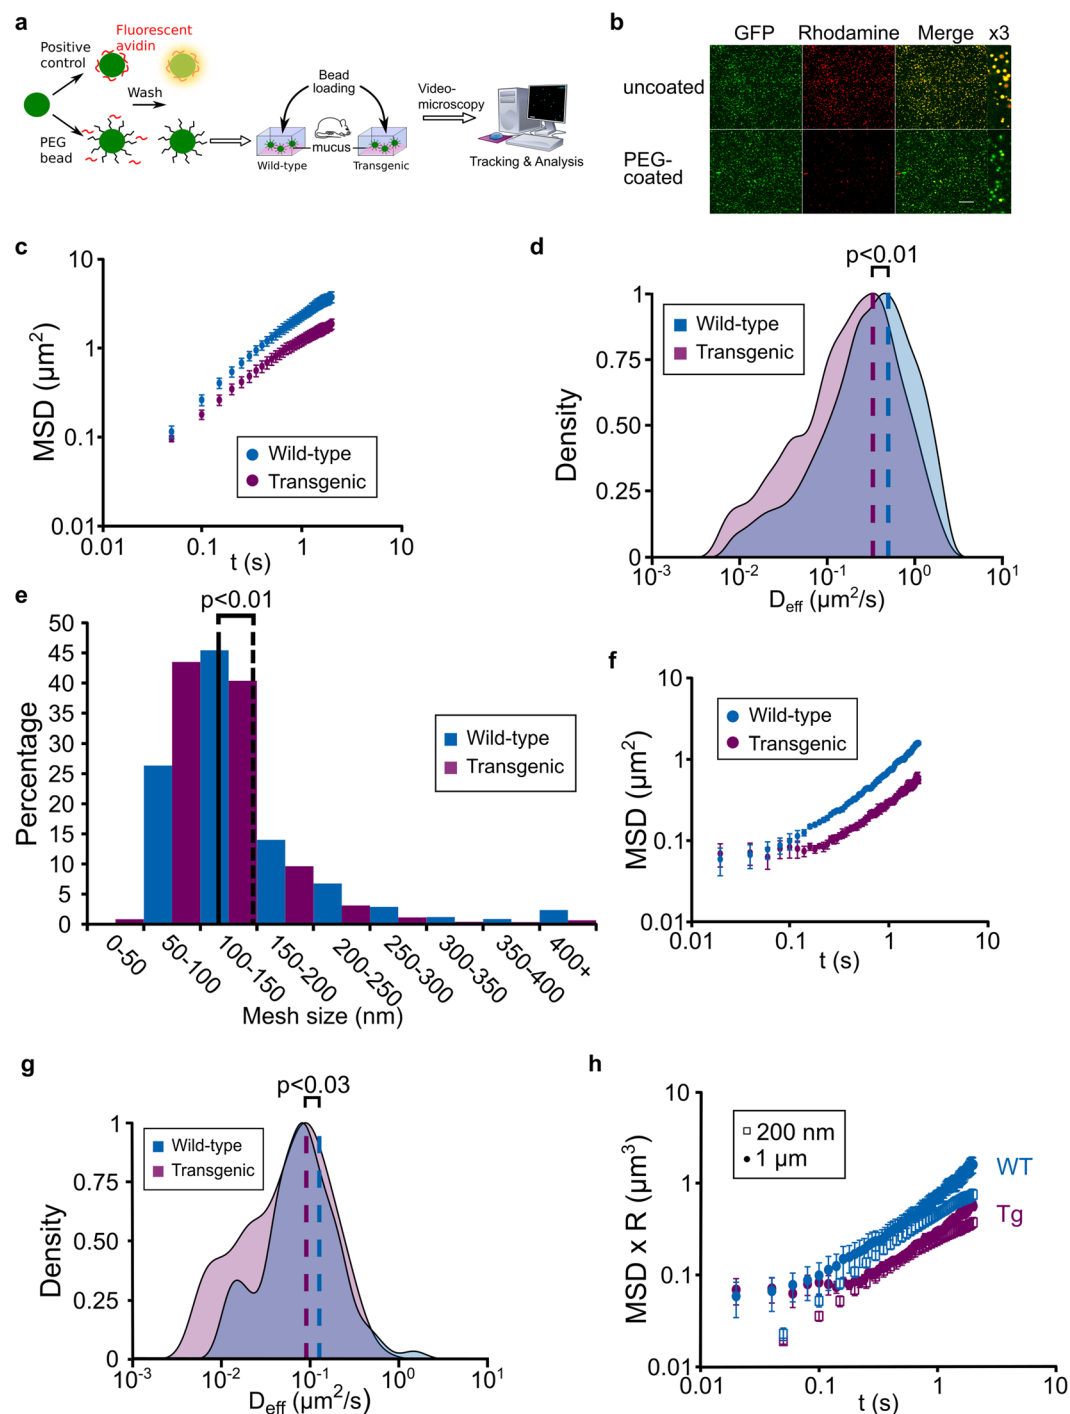 a
Positive
control
Fluorescent
avidin
Wash
PEG
bead
Bead
loading
mucus
Wild-type
Transgenic
Video-
microscopy
Tracking & Analysis
b
GFP Rhodamine Merge x3
uncoated
PEG-
coated
c
MSD (µm²)
10
1
0.1
0.01
Wild-type
Transgenic
0.01 0.1 1 10
t (s)
d
p<0.01
Wild-type
Transgenic
Density
1
0.75
0.50
0.25
0
10⁻³ 10⁻² 10⁻¹ 10⁰ 10¹
Deff (µm²/s)
e
p<0.01
Percentage
50
45
40
35
30
25
20
15
10
5
0
Wild-type
Transgenic
0-50 50-100 100-150 150-200 200-250 250-300 300-350 350-400 400+
Mesh size (nm)
f
MSD (µm²)
10
1
0.1
0.01
Wild-type
Transgenic
0.01 0.1 1 10
t (s)
g
p<0.03
Wild-type
Transgenic
Density
1
0.75
0.50
0.25
0
10⁻³ 10⁻² 10⁻¹ 10⁰ 10¹
Deff (µm²/s)
h
MSD x R (µm³)
10
1
0.1
0.01
200 nm
1 µm
WT
Tg
0.01 0.1 1 10
t (s)